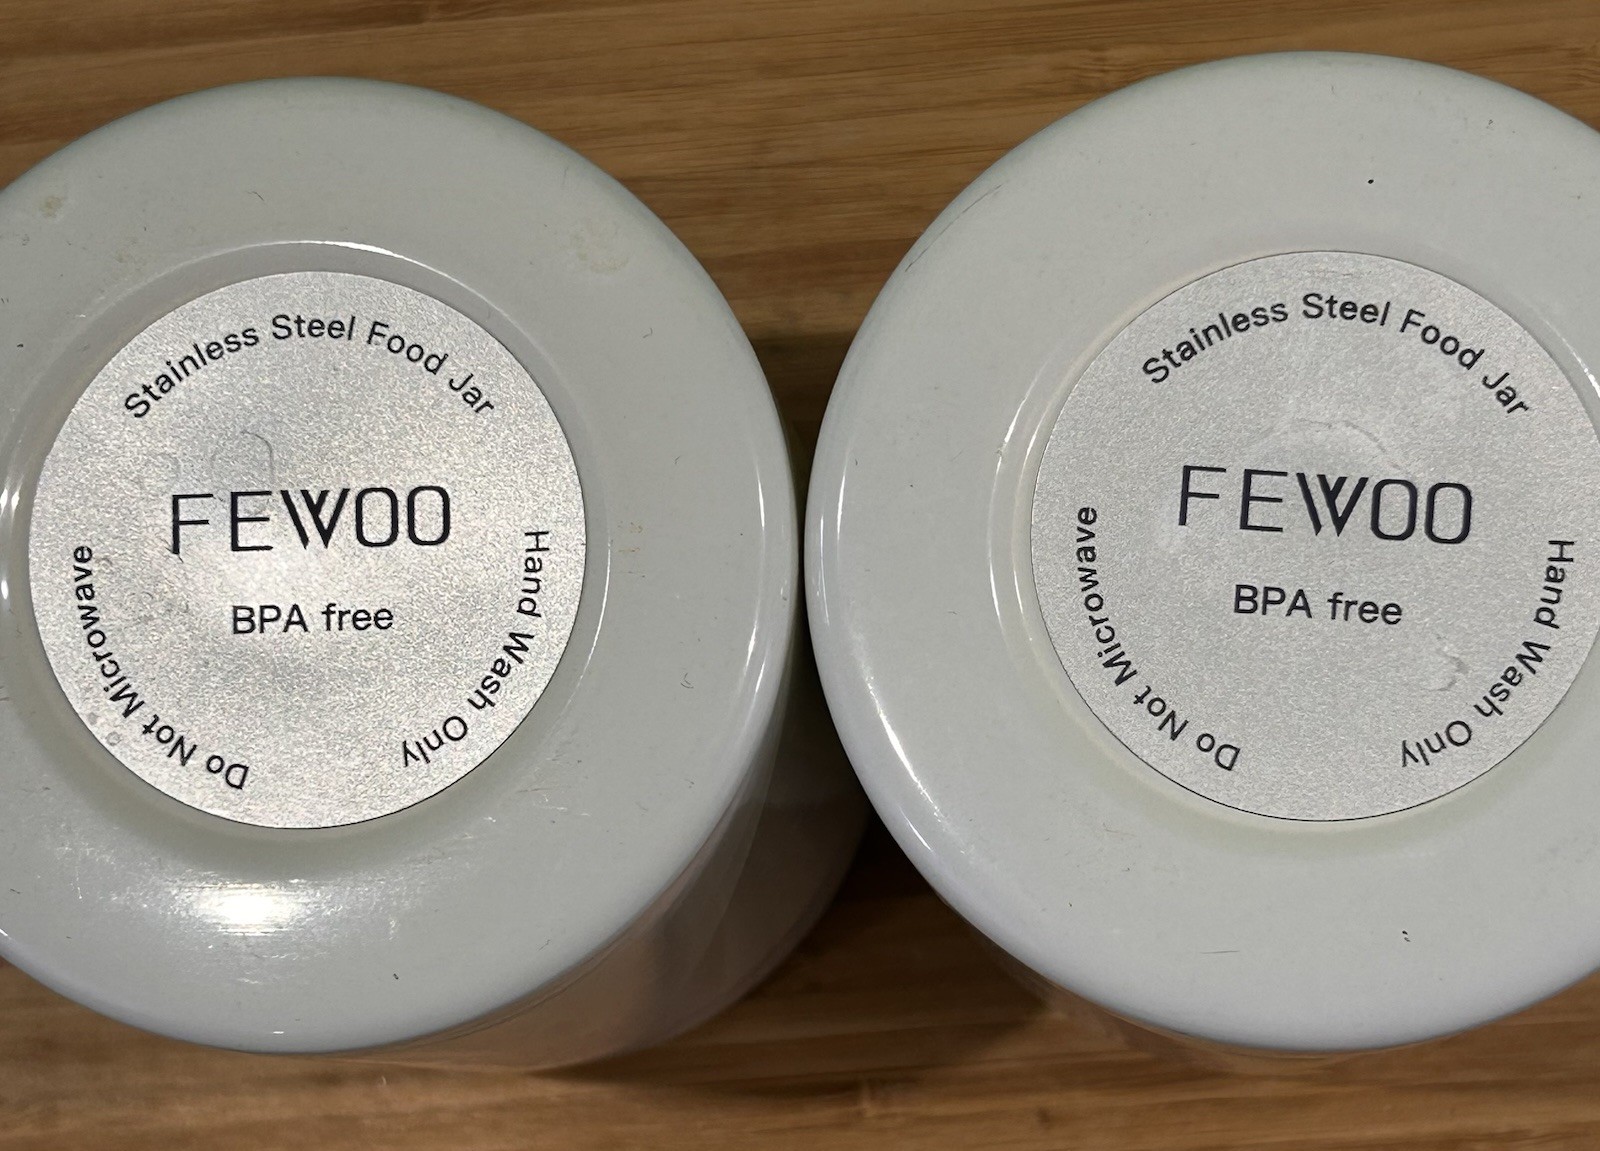 Stainless Steel Food Jar
FEWOO
BPA free
Do Not Microwave
Hand Wash Only
Stainless Steel Food Jar
FEWOO
BPA free
Do Not Microwave
Hand Wash Only